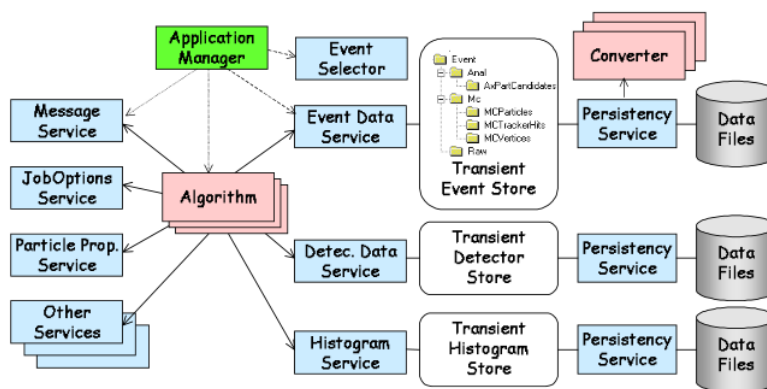 Application
Manager
Event
Selector
Converter
Event
Anal
AxPartCandidates
Mc
MCParticles
MCTrackerHits
MCVertices
Raw
Transient
Event Store
Message
Service
Event Data
Service
Persistency
Service
Data
Files
JobOptions
Service
Algorithm
Particle Prop.
Service
Detec. Data
Service
Transient
Detector
Store
Persistency
Service
Data
Files
Other
Services
Histogram
Service
Transient
Histogram
Store
Persistency
Service
Data
Files